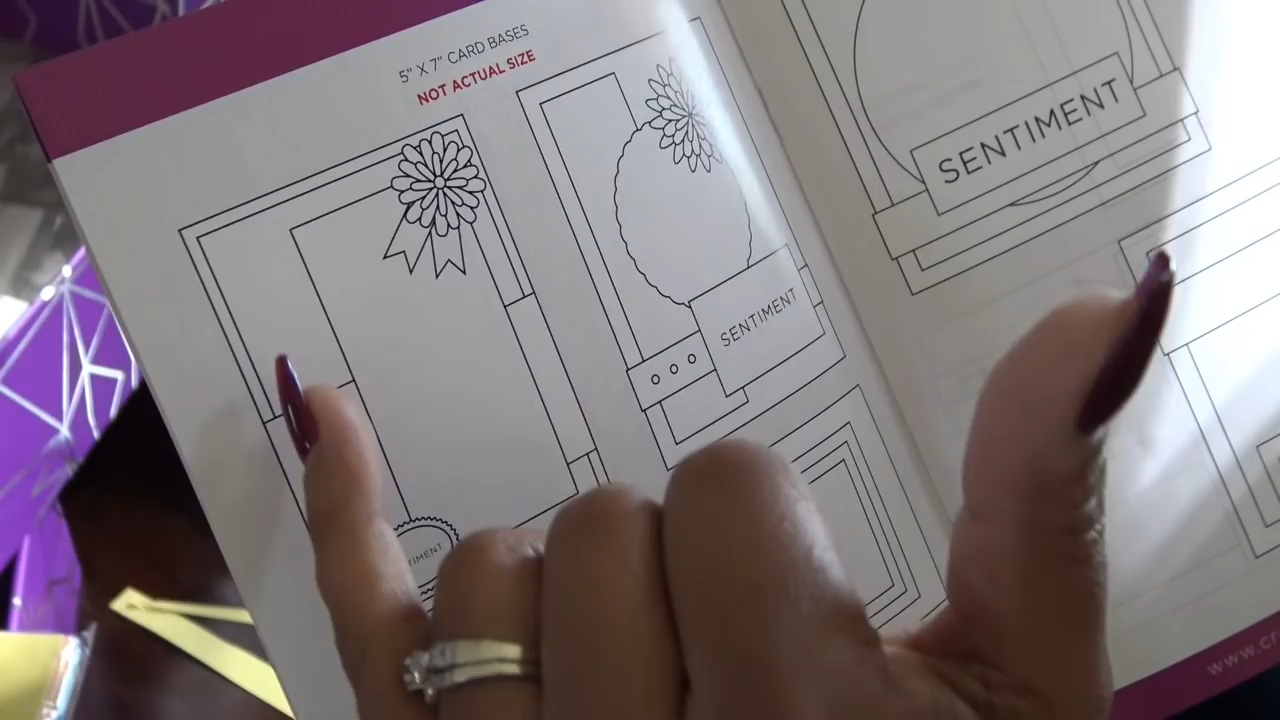 5" X 7" CARD BASES
NOT ACTUAL SIZE
SENTIMENT
SENTIMENT